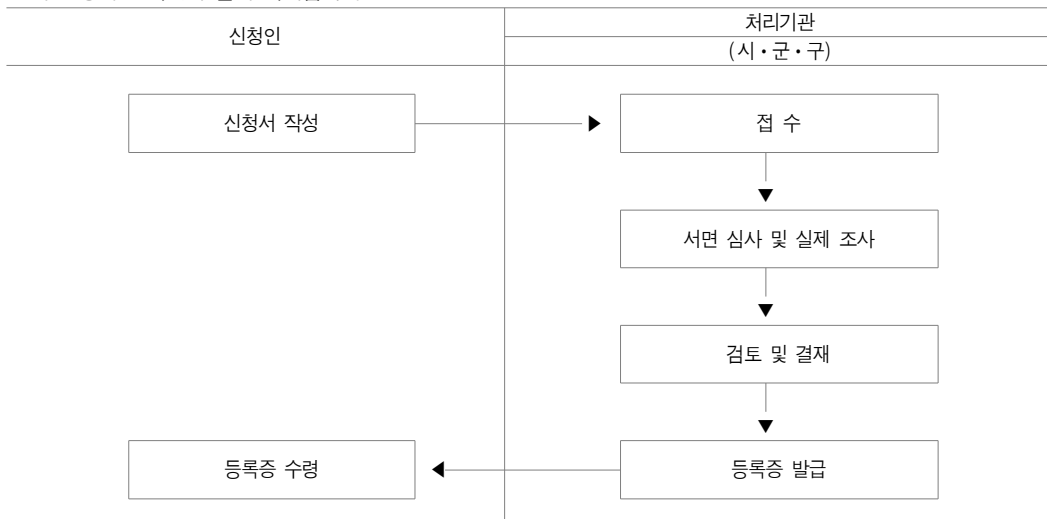 신청인
처리기관
(시・군・구)
신청서 작성
접 수
서면 심사 및 실제 조사
검토 및 결재
등록증 수령
등록증 발급